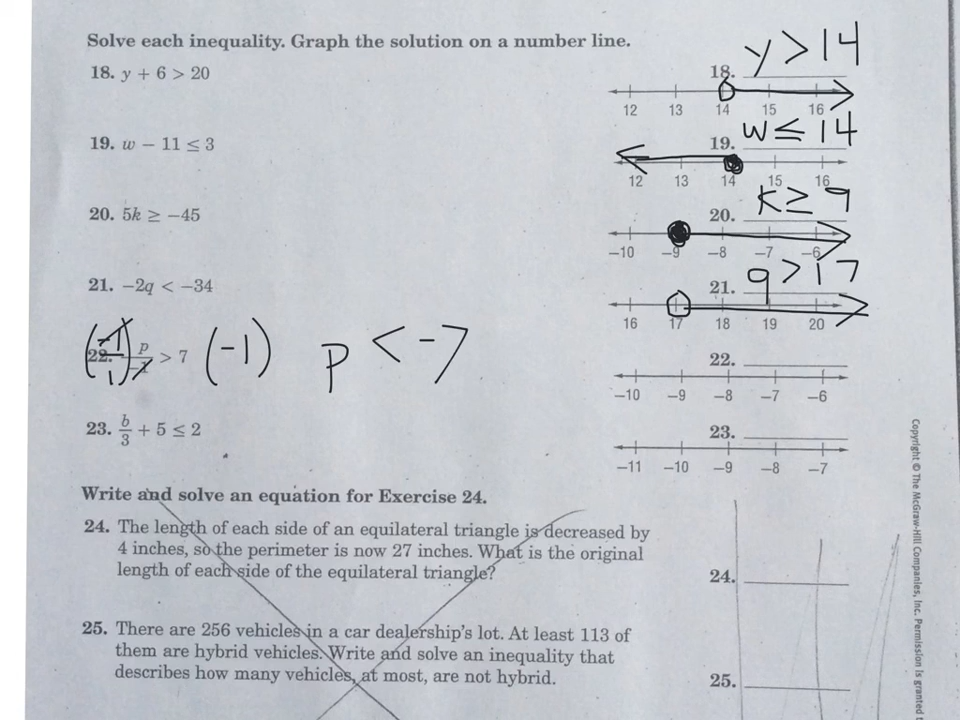 Solve each inequality. Graph the solution on a number line.
18. y + 6 > 20
18. y > 14
12 13 14 15 16
19. w − 11 ≤ 3
19. w ≤ 14
12 13 14 15 16
20. 5k ≥ −45
20. k ≥ 9
−10 −9 −8 −7 −6
21. −2q < −34
21. q > 17
16 17 18 19 20
22. (−1/1) p/−1 > 7 (−1) p < −7
22.
−10 −9 −8 −7 −6
23. b/3 + 5 ≤ 2
23.
−11 −10 −9 −8 −7
Write and solve an equation for Exercise 24.
24. The length of each side of an equilateral triangle is decreased by
4 inches, so the perimeter is now 27 inches. What is the original
length of each side of the equilateral triangle?
24.
25. There are 256 vehicles in a car dealership's lot. At least 113 of
them are hybrid vehicles. Write and solve an inequality that
describes how many vehicles, at most, are not hybrid.
25.
Copyright © The McGraw-Hill Companies, Inc. Permission is granted t